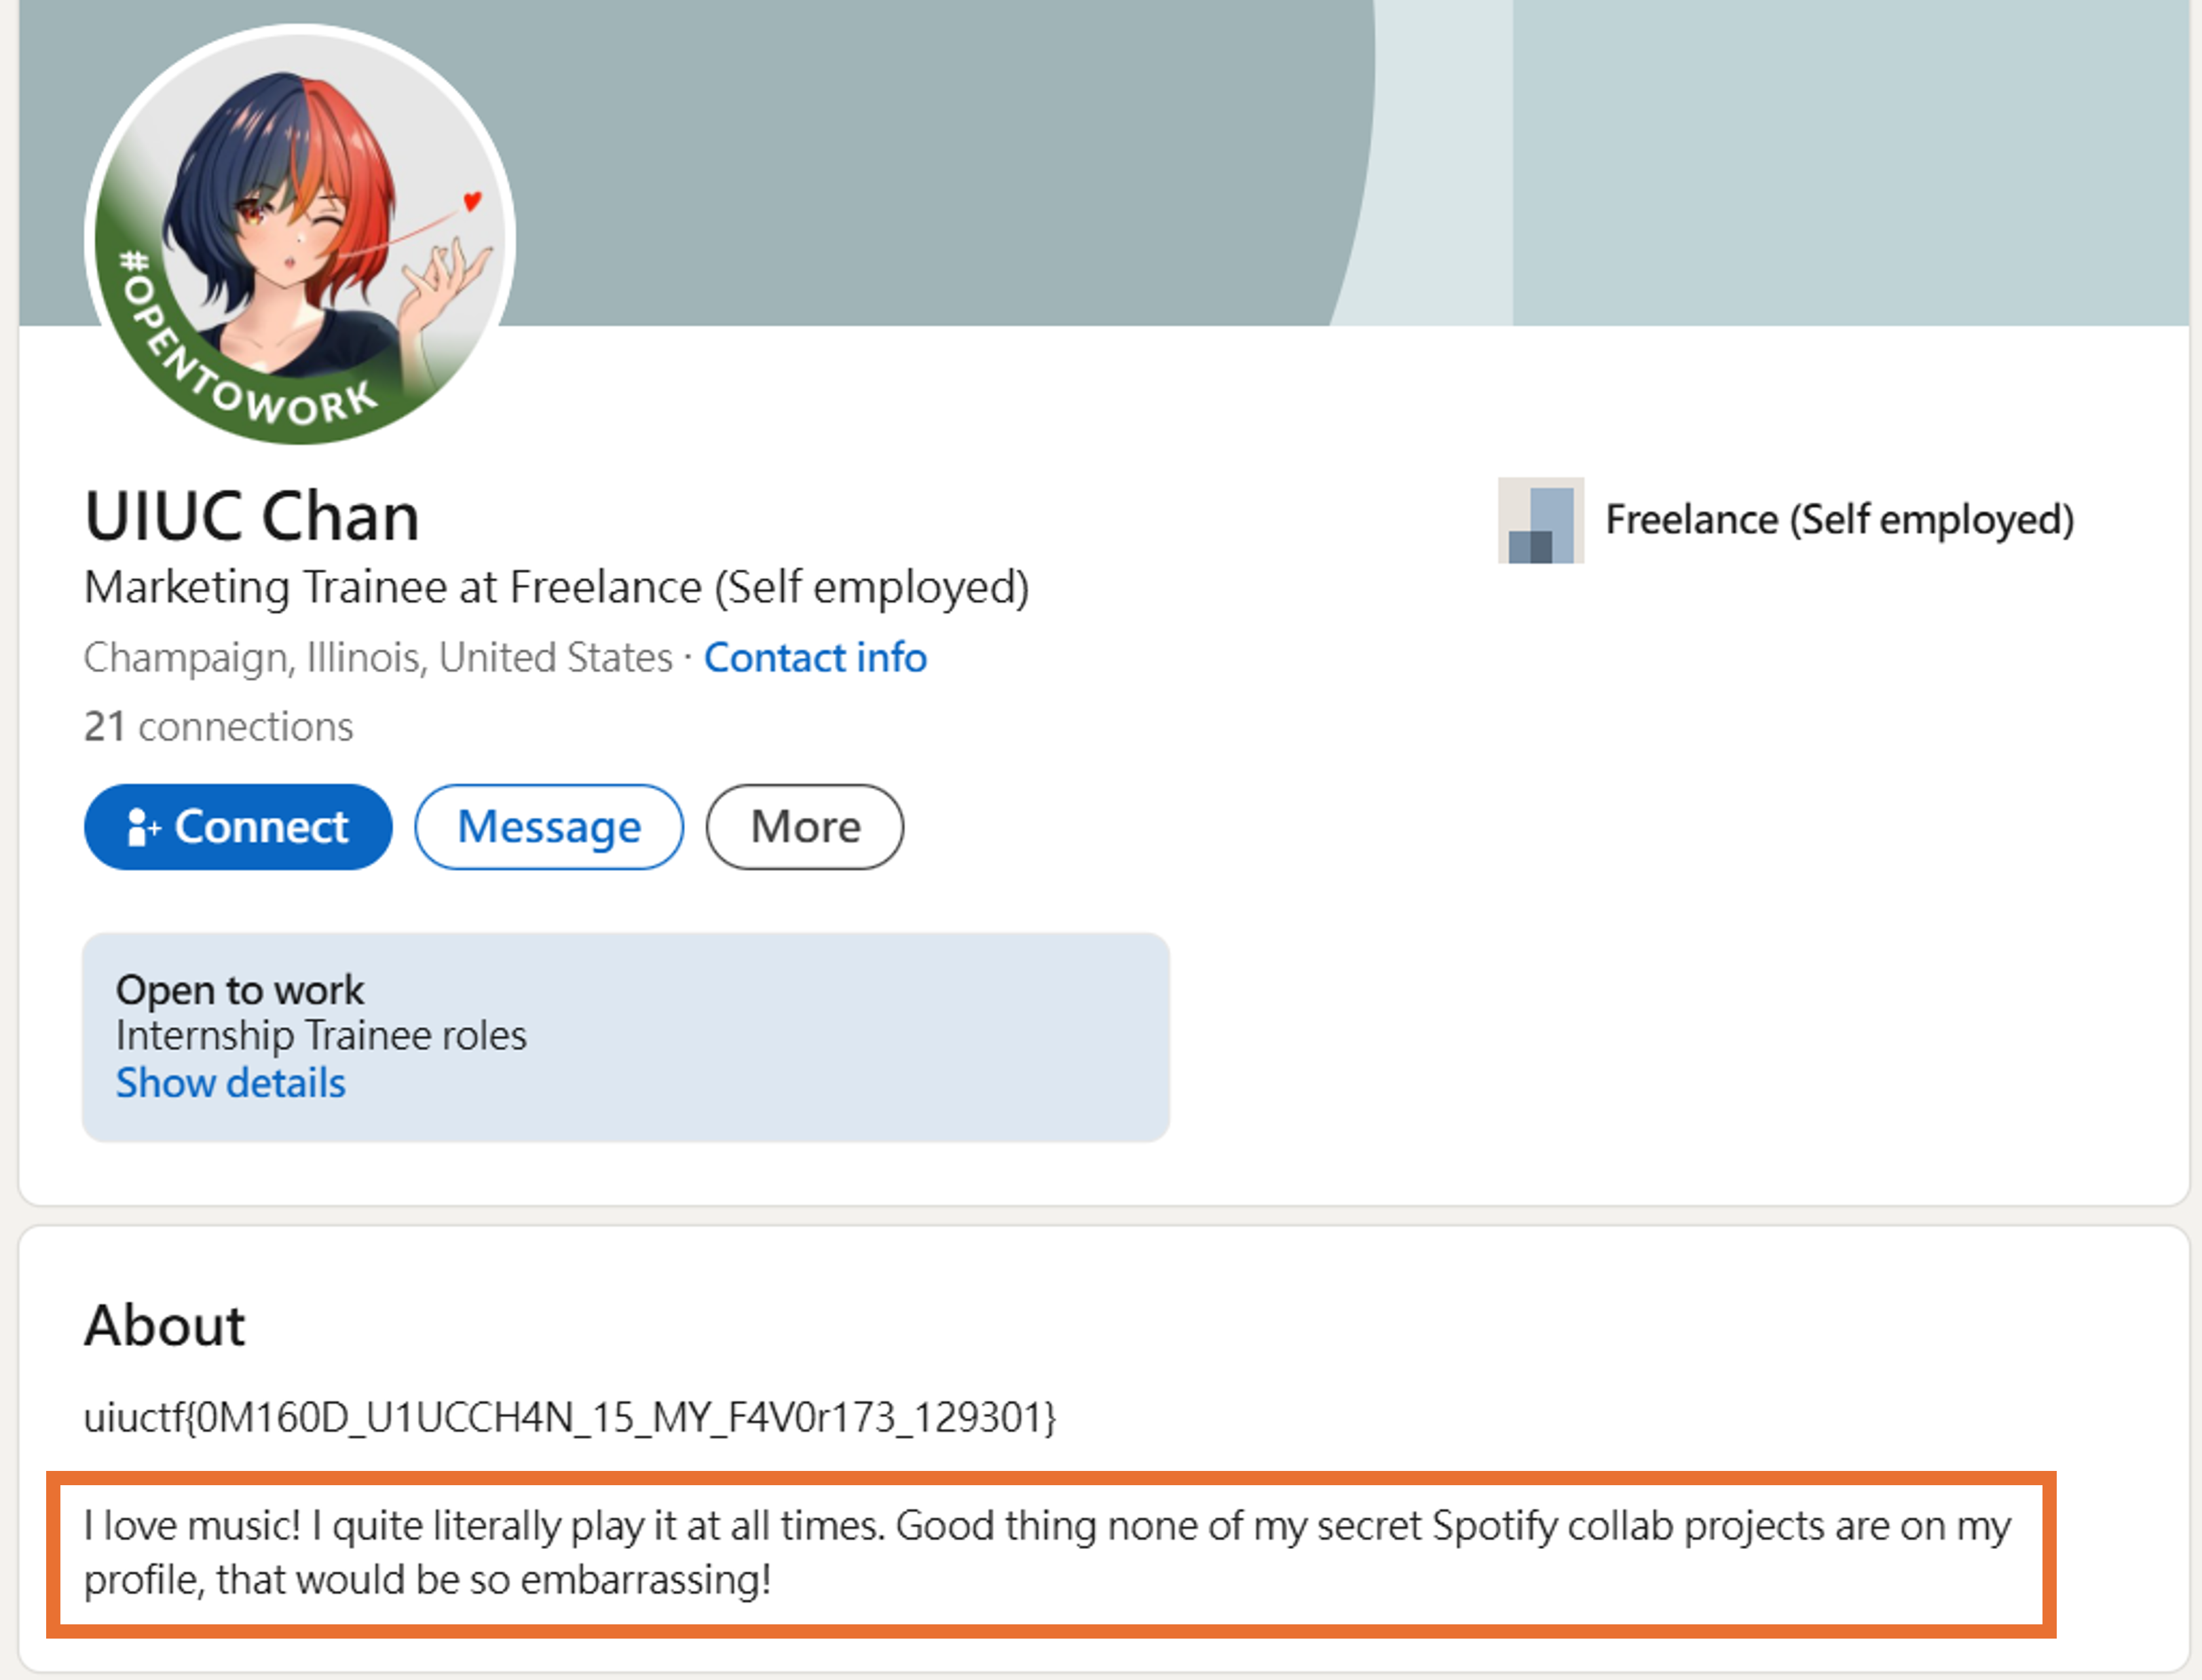 #OPENTOWORK
UIUC Chan
Freelance (Self employed)
Marketing Trainee at Freelance (Self employed)
Champaign, Illinois, United States · Contact info
21 connections
Connect
Message
More
Open to work
Internship Trainee roles
Show details
About
uiuctf{0M160D_U1UCCH4N_15_MY_F4V0r173_129301}
I love music! I quite literally play it at all times. Good thing none of my secret Spotify collab projects are on my
profile, that would be so embarrassing!